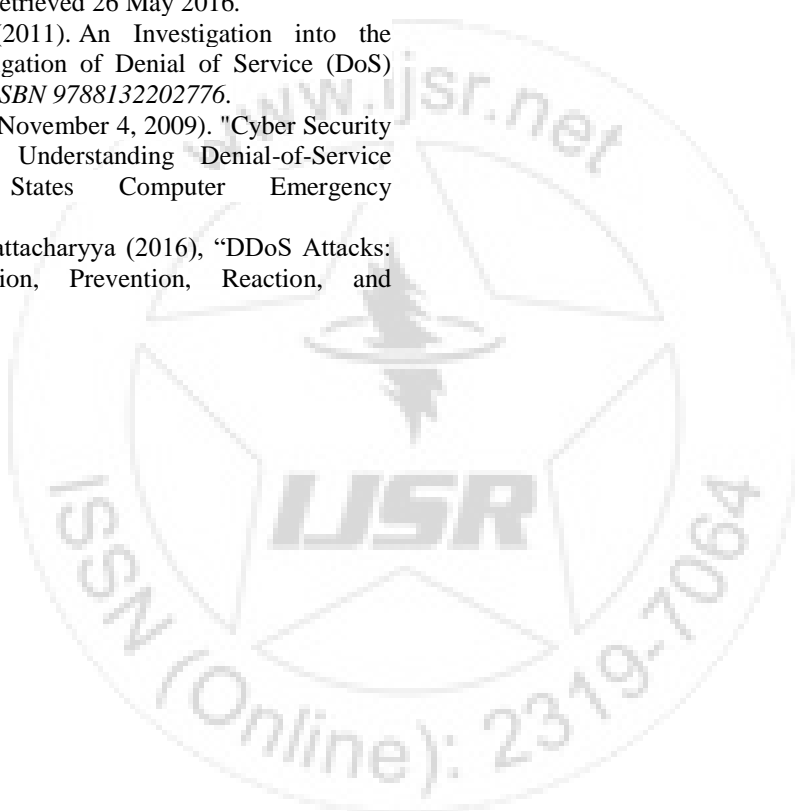 etrieved 26 May 2016.
(2011). An Investigation into the
igation of Denial of Service (DoS)
SBN 9788132202776.
November 4, 2009). "Cyber Security
Understanding Denial-of-Service
States Computer Emergency
attacharyya (2016), “DDoS Attacks:
ion, Prevention, Reaction, and
www.ijsr.net
IJSR
ISSN (Online): 2319-7064